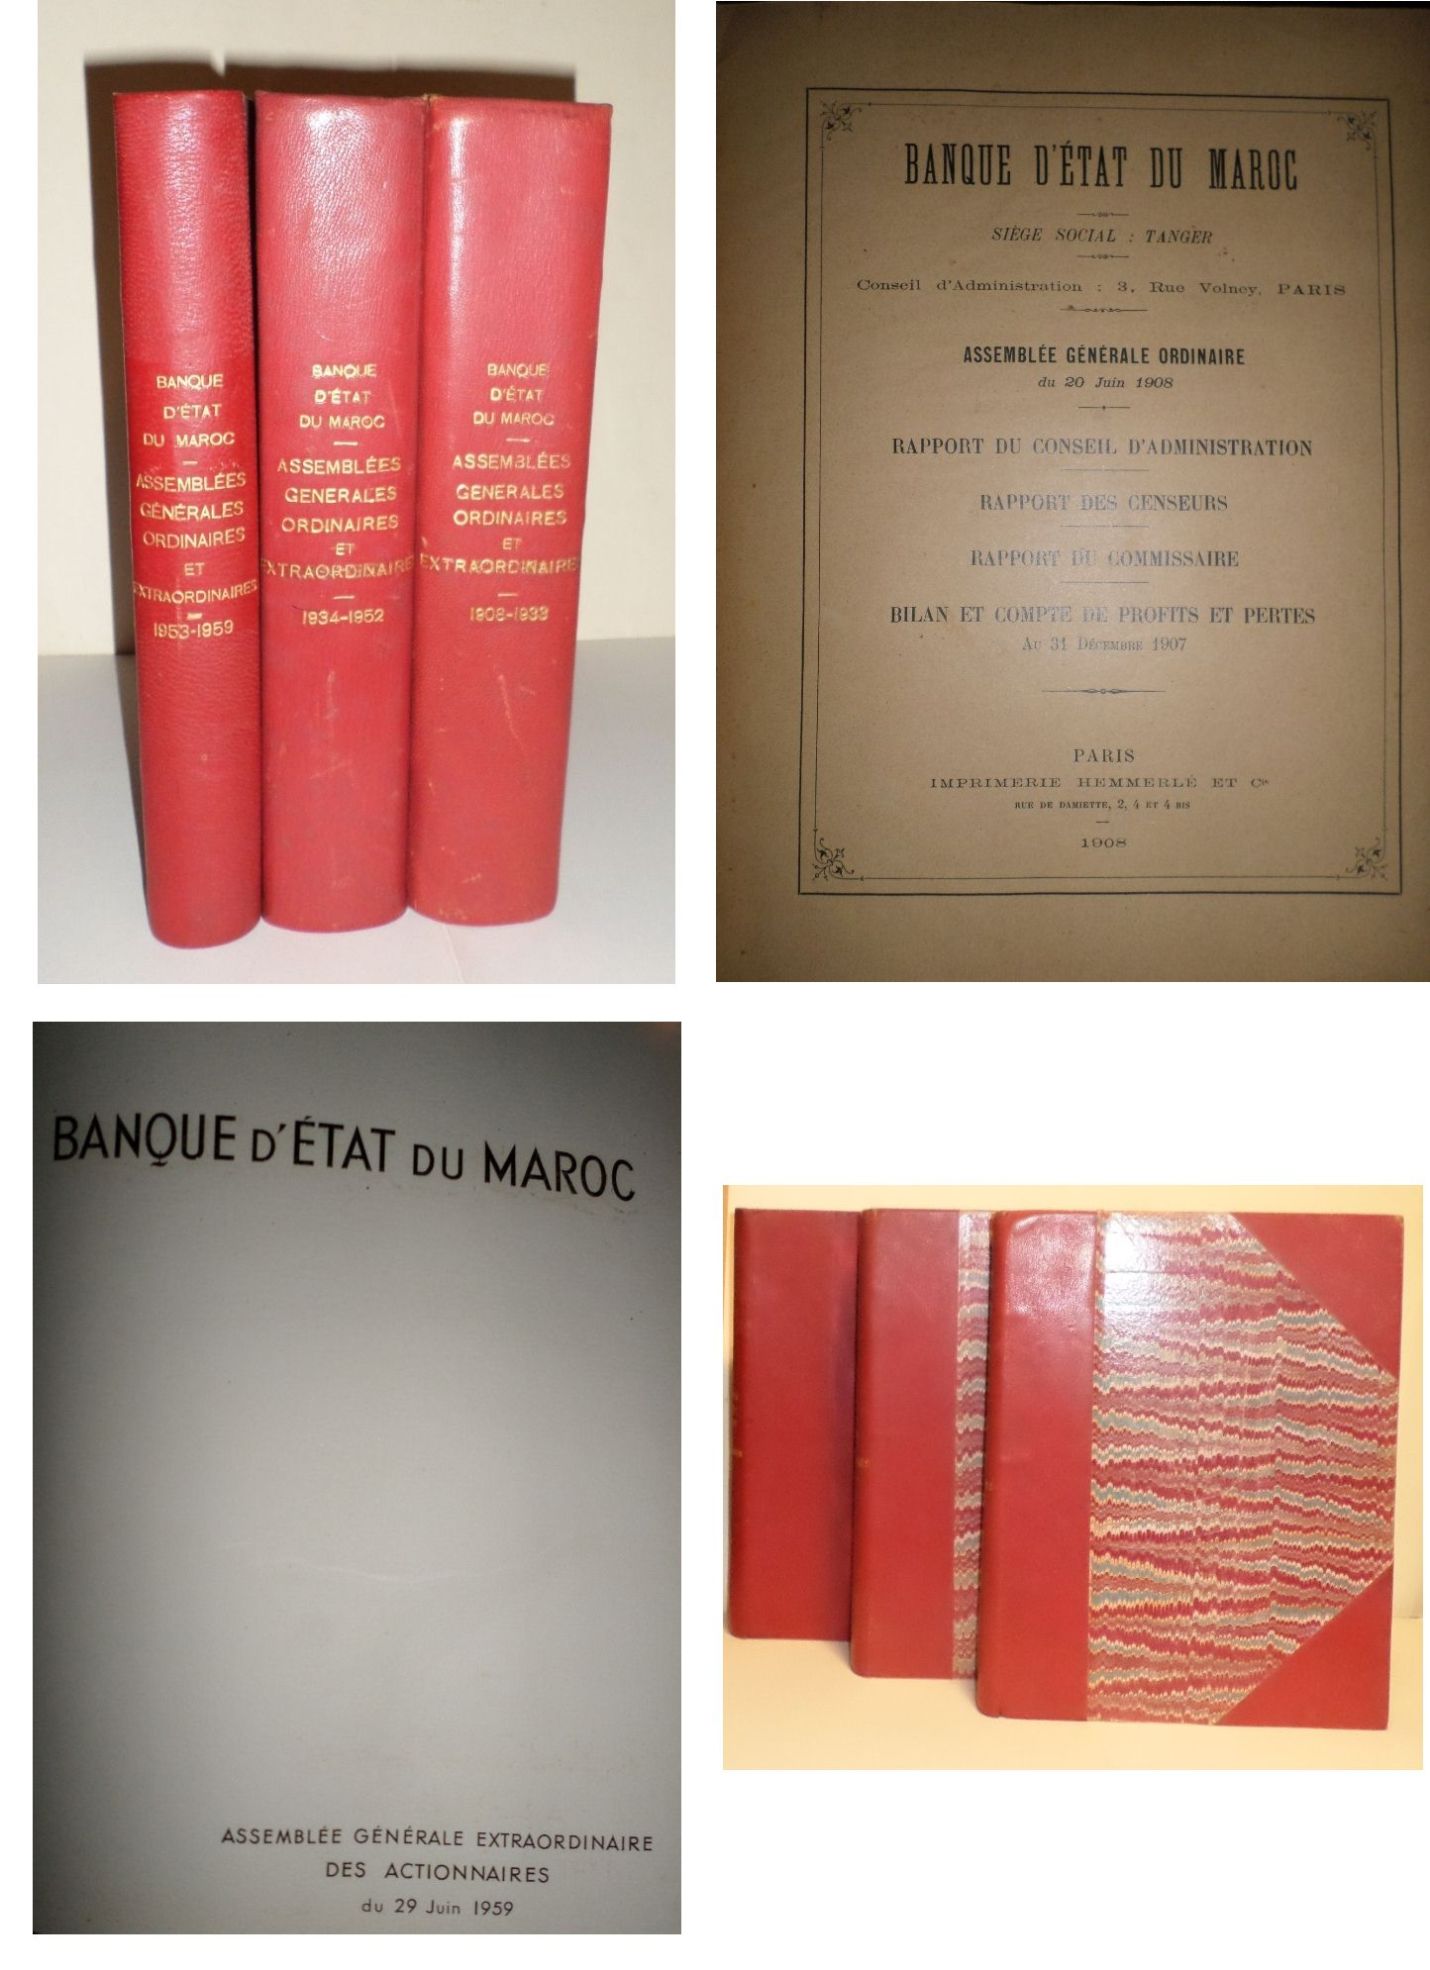 BANQUE
D'ÉTAT
DU MAROC
ASSEMBLÉES
GÉNÉRALES
ORDINAIRES
ET
EXTRAORDINAIRES
1953-1959
BANQUE
D'ÉTAT
DU MAROC
ASSEMBLÉES
GENERALES
ORDINAIRES
ET
EXTRAORDINAIRE
1934-1952
BANQUE
D'ÉTAT
DU MAROC
ASSEMBLÉES
GENERALES
ORDINAIRES
ET
EXTRAORDINAIRE
1908-1933
BANQUE D'ÉTAT DU MAROC
SIÈGE SOCIAL : TANGER
Conseil d'Administration : 3, Rue Volney, PARIS
ASSEMBLÉE GÉNÉRALE ORDINAIRE
du 20 Juin 1908
RAPPORT DU CONSEIL D'ADMINISTRATION
RAPPORT DES CENSEURS
RAPPORT DU COMMISSAIRE
BILAN ET COMPTE DE PROFITS ET PERTES
AU 31 DÉCEMBRE 1907
PARIS
IMPRIMERIE HEMMERLÉ ET Cie
RUE DE DAMIETTE, 2, 4 ET 4 BIS
1908
BANQUE D'ÉTAT DU MAROC
ASSEMBLÉE GÉNÉRALE EXTRAORDINAIRE
DES ACTIONNAIRES
du 29 Juin 1959